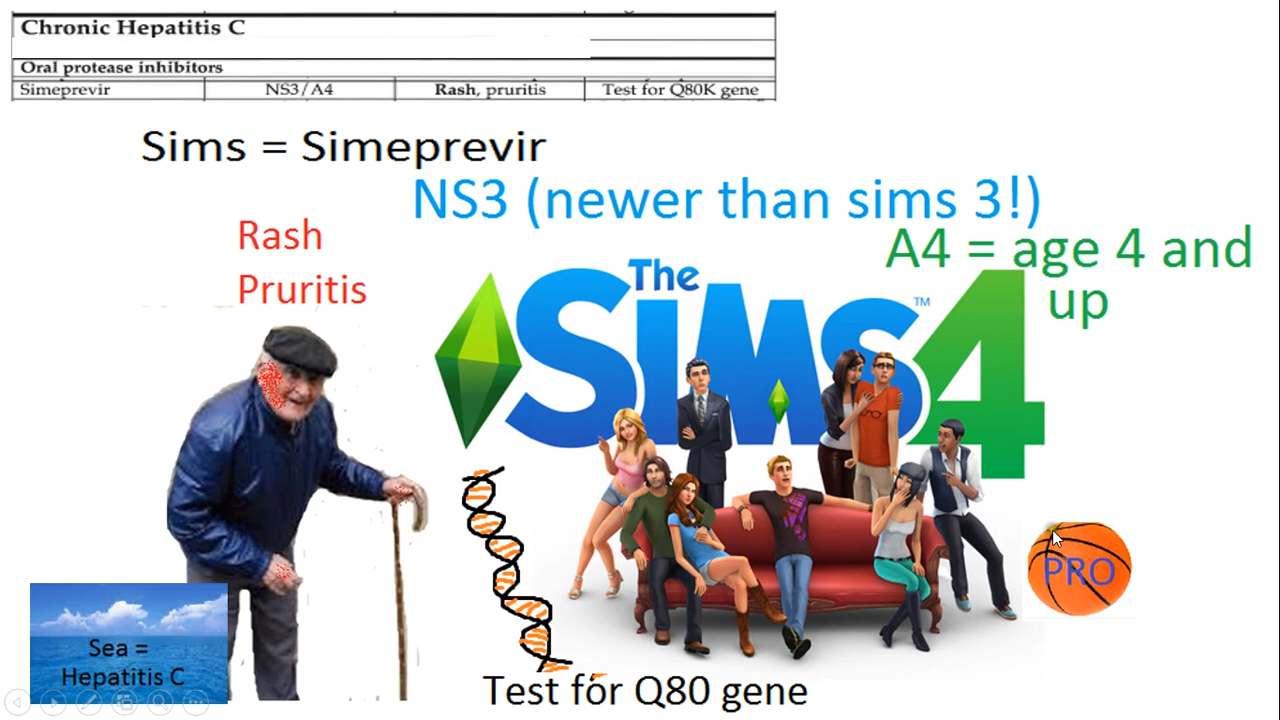 Chronic Hepatitis C
Oral protease inhibitors
Simeprevir NS3/A4 Rash, pruritis Test for Q80K gene
Sims = Simeprevir
NS3 (newer than sims 3!)
A4 = age 4 and
up
Rash
Pruritis
The
SIMS 4
TM
PRO
Sea =
Hepatitis C
Test for Q80 gene